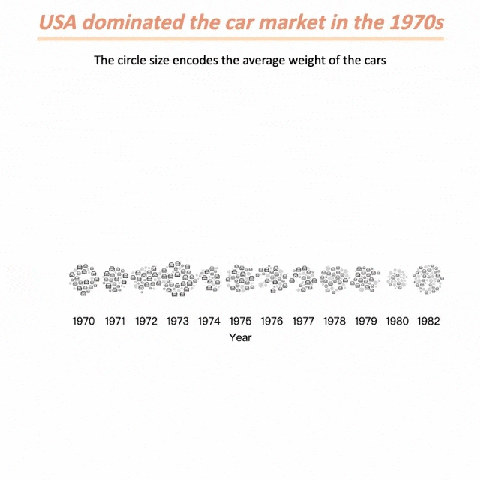 USA dominated the car market in the 1970s
The circle size encodes the average weight of the cars
1970 1971 1972 1973 1974 1975 1976 1977 1978 1979 1980 1982
Year